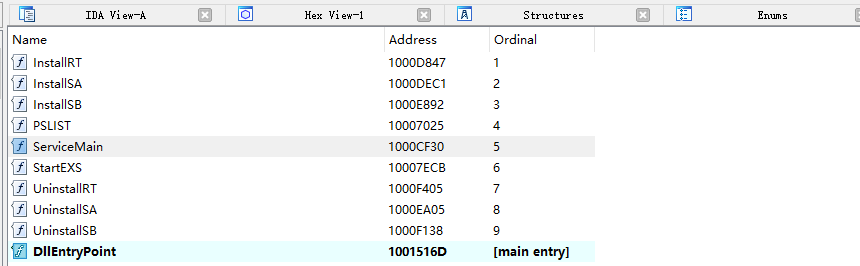 IDA View-A Hex View-1 Structures Enums
Name Address Ordinal
InstallRT 1000D847 1
InstallSA 1000DEC1 2
InstallSB 1000E892 3
PSLIST 10007025 4
ServiceMain 1000CF30 5
StartEXS 10007ECB 6
UninstallRT 1000F405 7
UninstallSA 1000EA05 8
UninstallSB 1000F138 9
DllEntryPoint 1001516D [main entry]